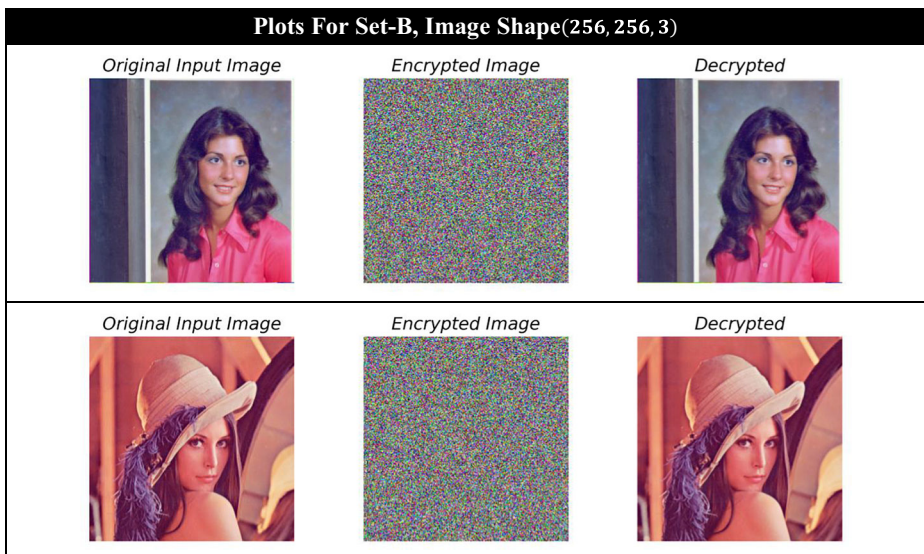 Plots For Set-B, Image Shape(256, 256, 3)
Original Input Image Encrypted Image Decrypted
Original Input Image Encrypted Image Decrypted